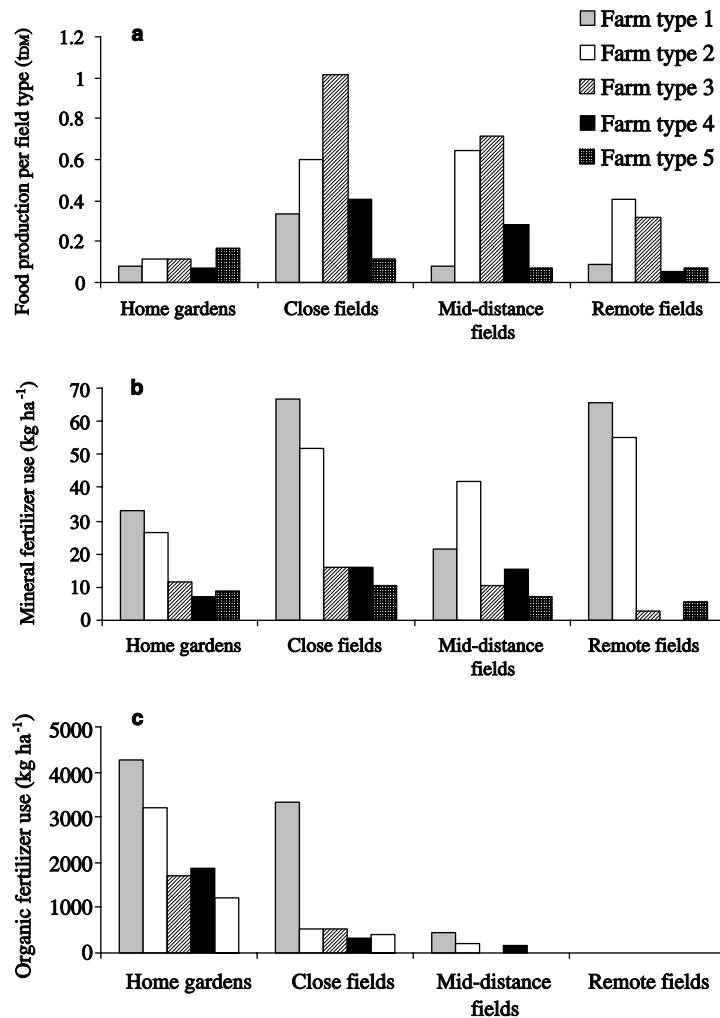 a
Farm type 1
Farm type 2
Farm type 3
Farm type 4
Farm type 5
Food production per field type (tDM)
1.2
1
0.8
0.6
0.4
0.2
0
Home gardens
Close fields
Mid-distance
fields
Remote fields
b
Mineral fertilizer use (kg ha⁻¹)
70
60
50
40
30
20
10
0
Home gardens
Close fields
Mid-distance
fields
Remote fields
c
Organic fertilizer use (kg ha⁻¹)
5000
4000
3000
2000
1000
0
Home gardens
Close fields
Mid-distance
fields
Remote fields